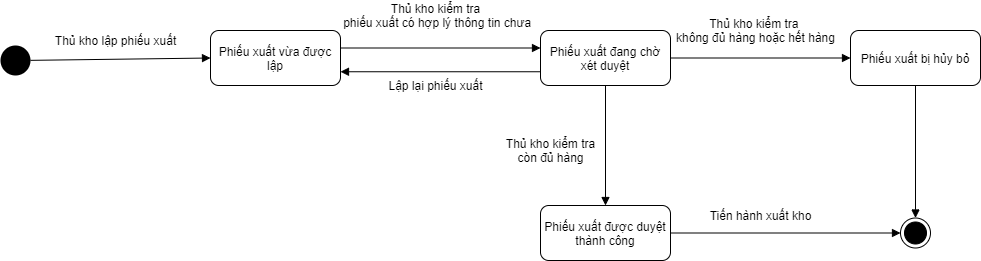 Thủ kho lập phiếu xuất
Phiếu xuất vừa được
lập
Thủ kho kiểm tra
phiếu xuất có hợp lý thông tin chưa
Lập lại phiếu xuất
Phiếu xuất đang chờ
xét duyệt
Thủ kho kiểm tra
không đủ hàng hoặc hết hàng
Phiếu xuất bị hủy bỏ
Thủ kho kiểm tra
còn đủ hàng
Phiếu xuất được duyệt
thành công
Tiến hành xuất kho